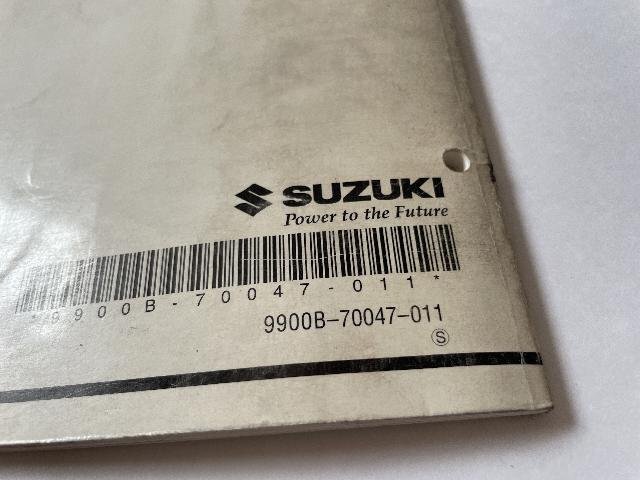 SUZUKI
Power to the Future
*9900B-70047-011*
9900B-70047-011
S